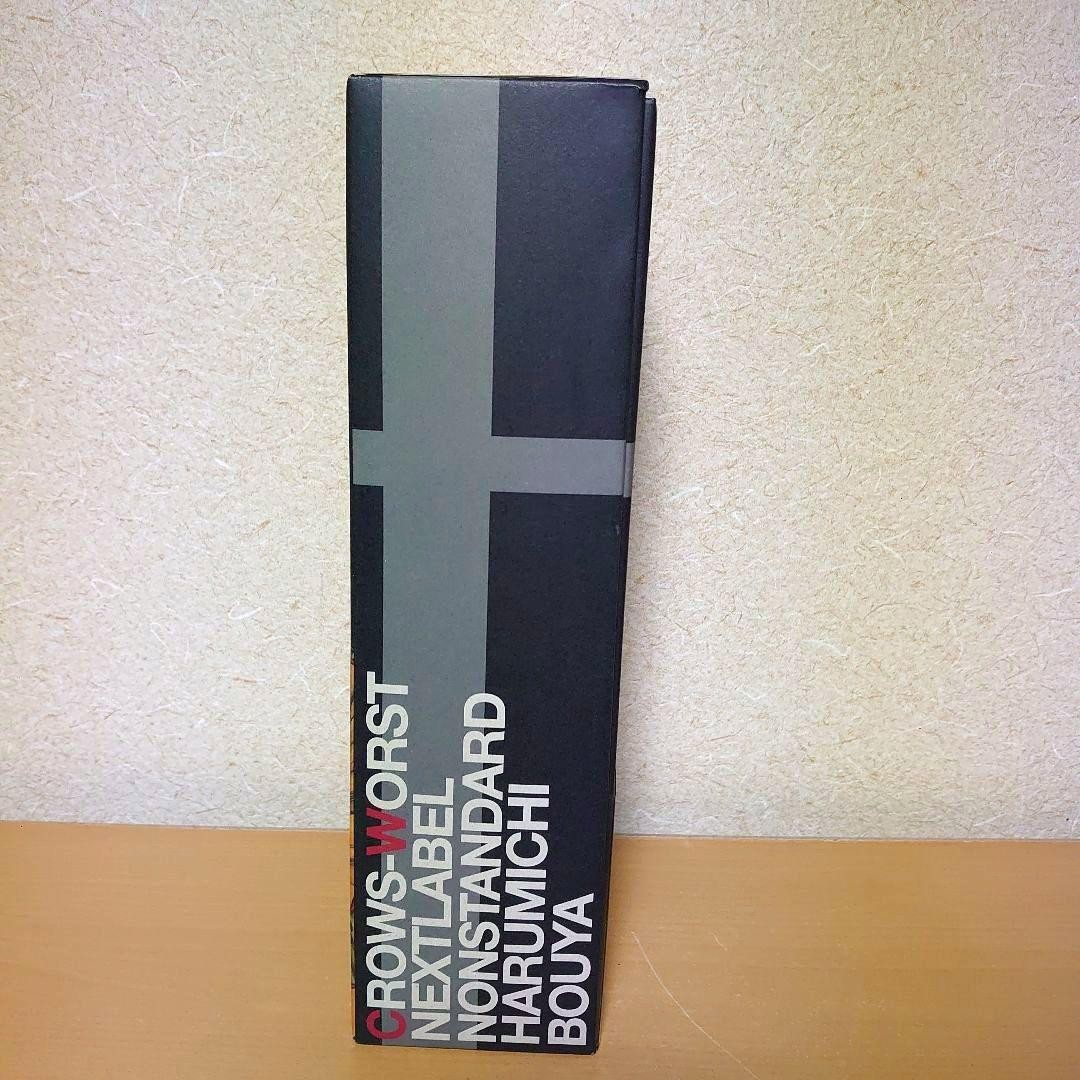 CROWS-WORST
NEXTLABEL
NONSTANDARD
HARUMICHI
BOUYA